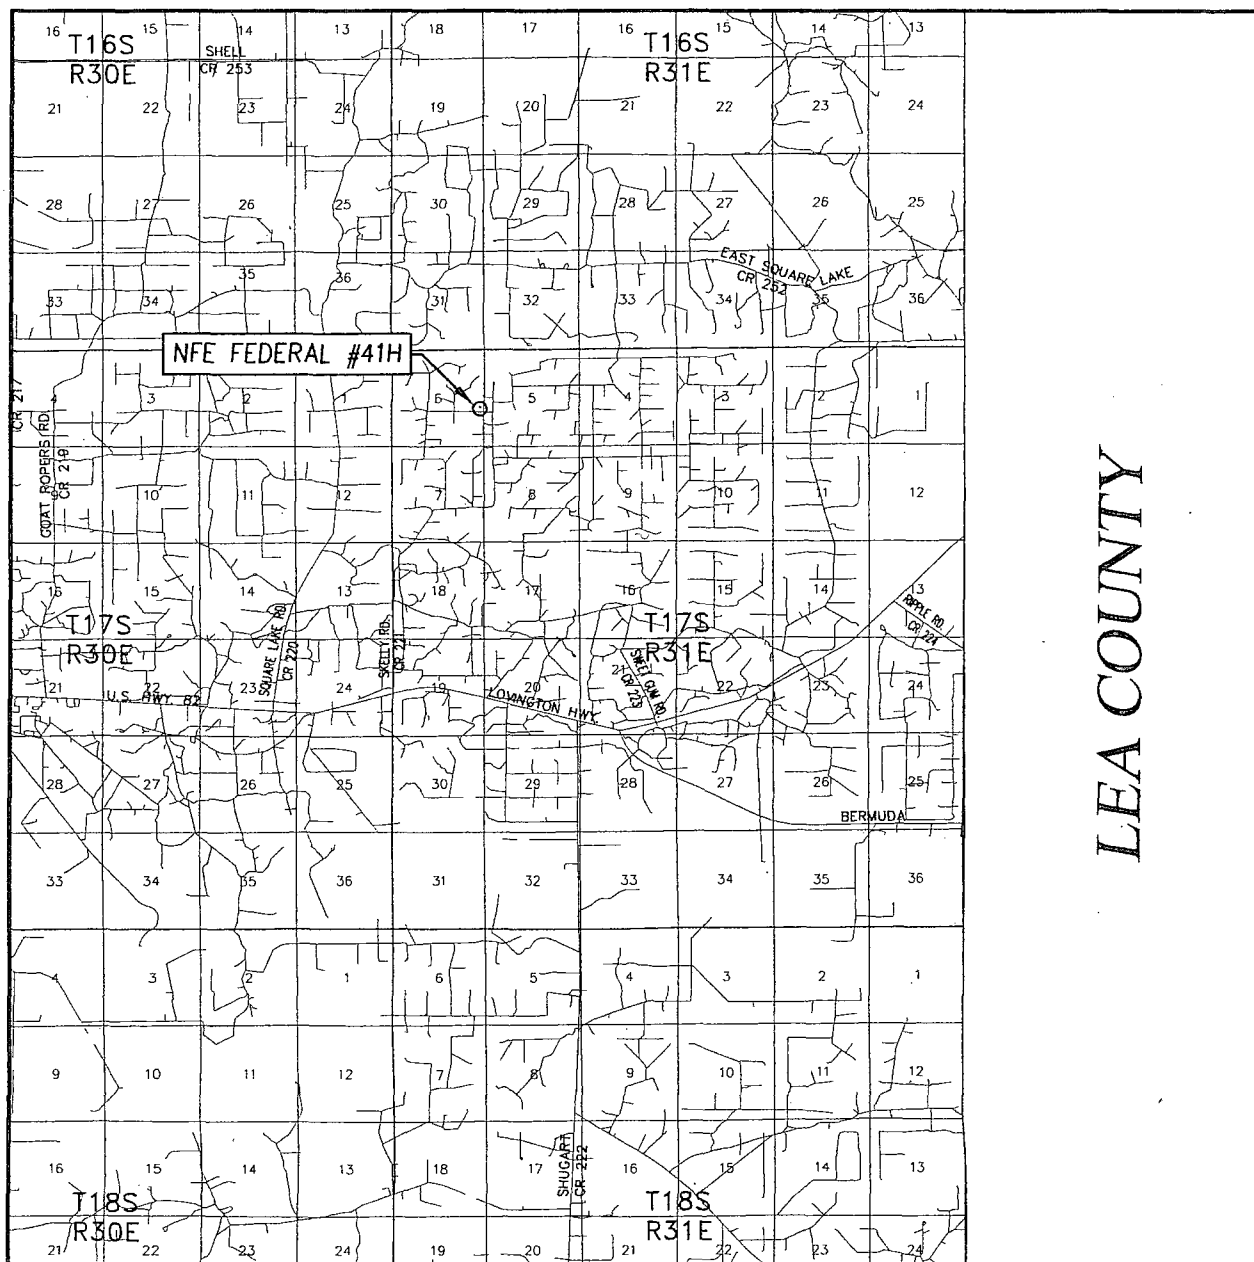 16 15 14 13 18 17 16 15 14 13
T16S T16S
SHELL
R30E CR 253 R31E
21 22 23 24 19 20 21 22 23 24
28 27 26 25 30 29 28 27 26 25
EAST SQUARE LAKE
CR 252
33 34 35 36 31 32 33 34 35 36
NFE FEDERAL #41H
CR 217
4 3 2 1 6 5 4 3 2 1
GOAT ROPERS RD.
CR 219
9 10 11 12 7 8 9 10 11 12
LEA COUNTY
16 15 14 13 18 17 16 15 14 13
RIPPLE RD.
CR 224
T17S T17S
R30E R31E
SQUARE LAKE RD.
CR 220
SKELLY RD.
CR 221
SWEET GUM RD.
CR 223
21 22 23 24 19 20 21 22 23 24
U.S. HWY. 82
LOVINGTON HWY.
28 27 26 25 30 29 28 27 26 25
BERMUDA
33 34 35 36 31 32 33 34 35 36
4 3 2 1 6 5 4 3 2 1
9 10 11 12 7 8 9 10 11 12
SHUGART
CR 222
16 15 14 13 18 17 16 15 14 13
T18S T18S
R30E R31E
21 22 23 24 19 20 21 22 23 24